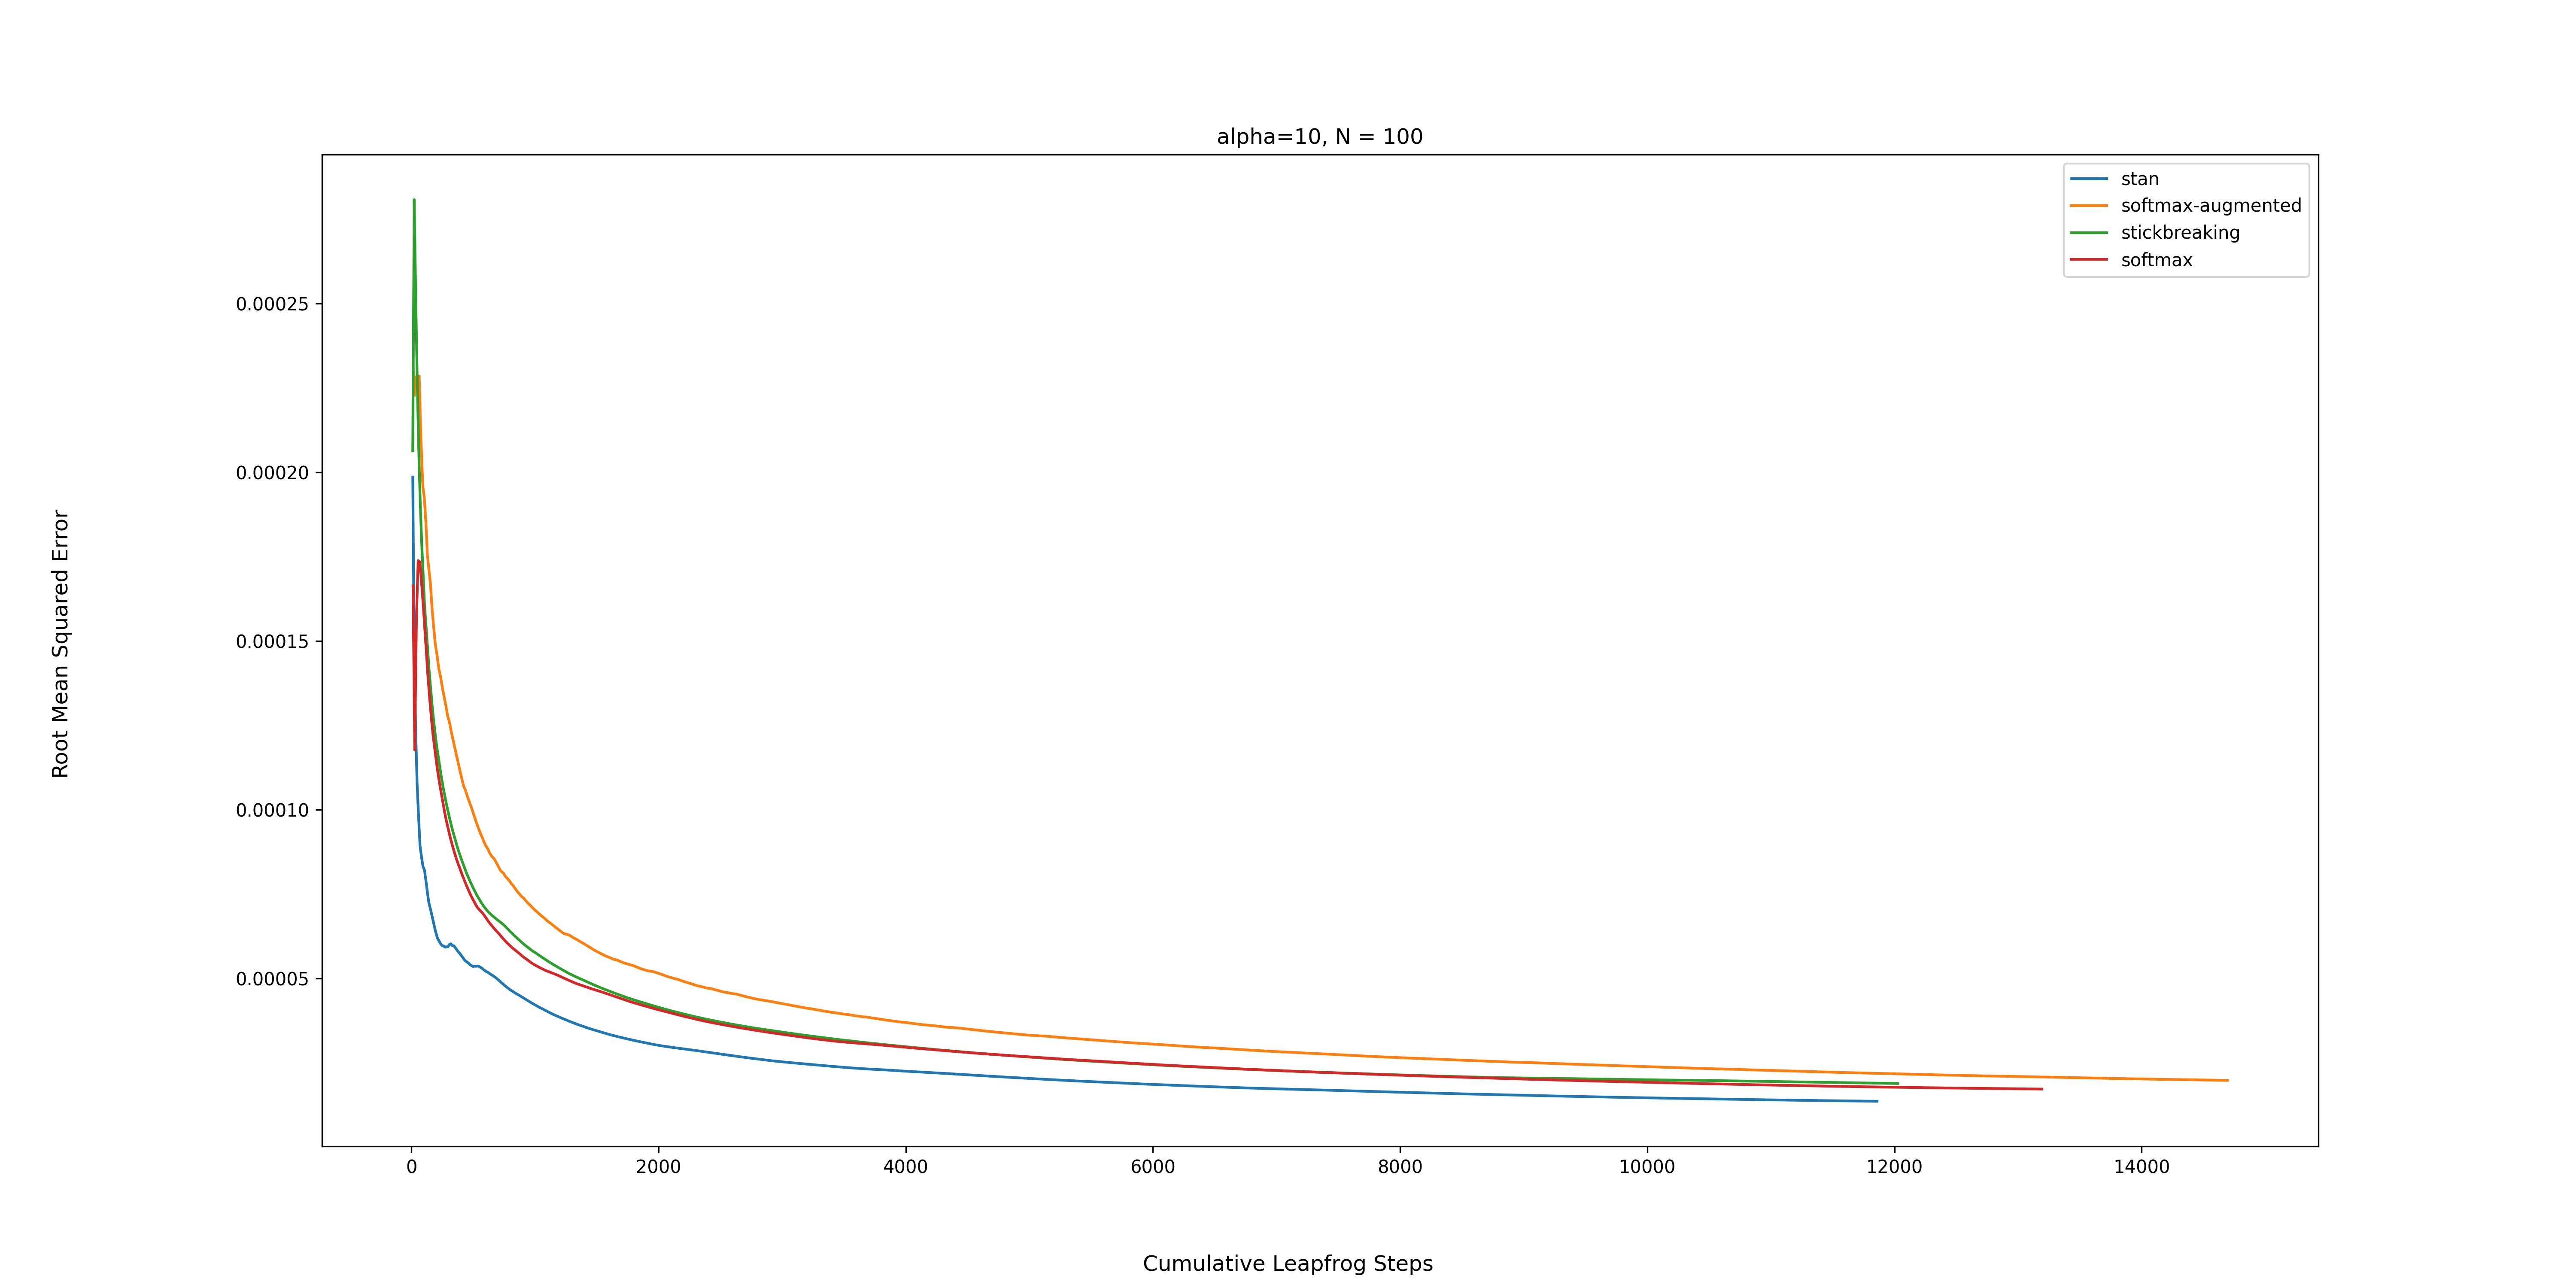 alpha=10, N = 100
stan
softmax-augmented
stickbreaking
softmax
0.00025
0.00020
0.00015
0.00010
0.00005
Root Mean Squared Error
0 2000 4000 6000 8000 10000 12000 14000
Cumulative Leapfrog Steps